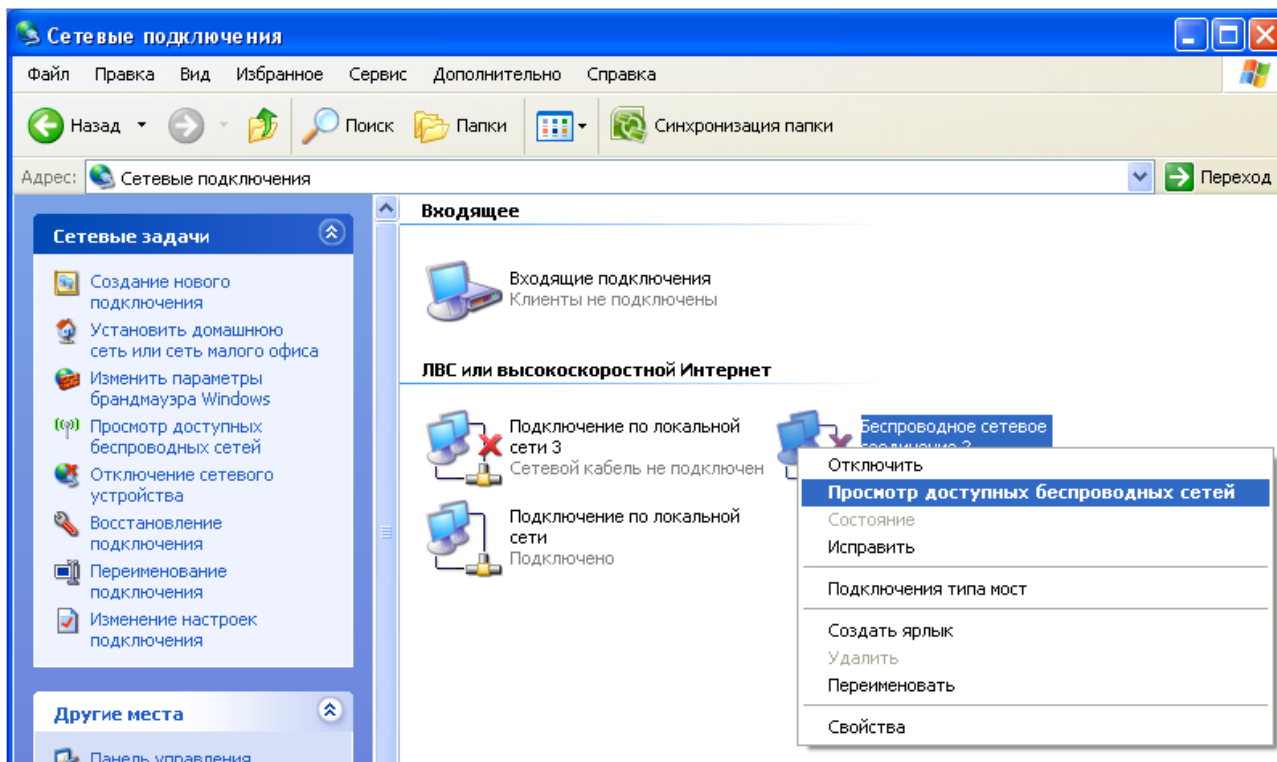 Сетевые подключения
Файл Правка Вид Избранное Сервис Дополнительно Справка
Назад Поиск Папки Синхронизация папки
Адрес: Сетевые подключения Переход
Сетевые задачи
Создание нового
подключения
Установить домашнюю
сеть или сеть малого офиса
Изменить параметры
брандмауэра Windows
Просмотр доступных
беспроводных сетей
Отключение сетевого
устройства
Восстановление
подключения
Переименование
подключения
Изменение настроек
подключения
Другие места
Панель управления
Входящее
Входящие подключения
Клиенты не подключены
ЛВС или высокоскоростной Интернет
Подключение по локальной
сети 3
Сетевой кабель не подключен
Подключение по локальной
сети
Подключено
Беспроводное сетевое
соединение 2
Отключить
Просмотр доступных беспроводных сетей
Состояние
Исправить
Подключения типа мост
Создать ярлык
Удалить
Переименовать
Свойства